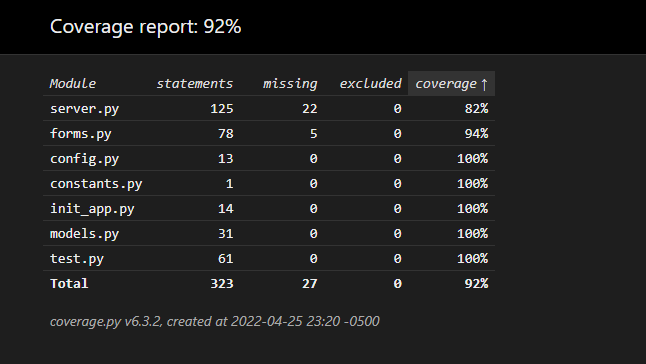 Coverage report: 92%
Module statements missing excluded coverage ↑
server.py 125 22 0 82%
forms.py 78 5 0 94%
config.py 13 0 0 100%
constants.py 1 0 0 100%
init_app.py 14 0 0 100%
models.py 31 0 0 100%
test.py 61 0 0 100%
Total 323 27 0 92%
coverage.py v6.3.2, created at 2022-04-25 23:20 -0500